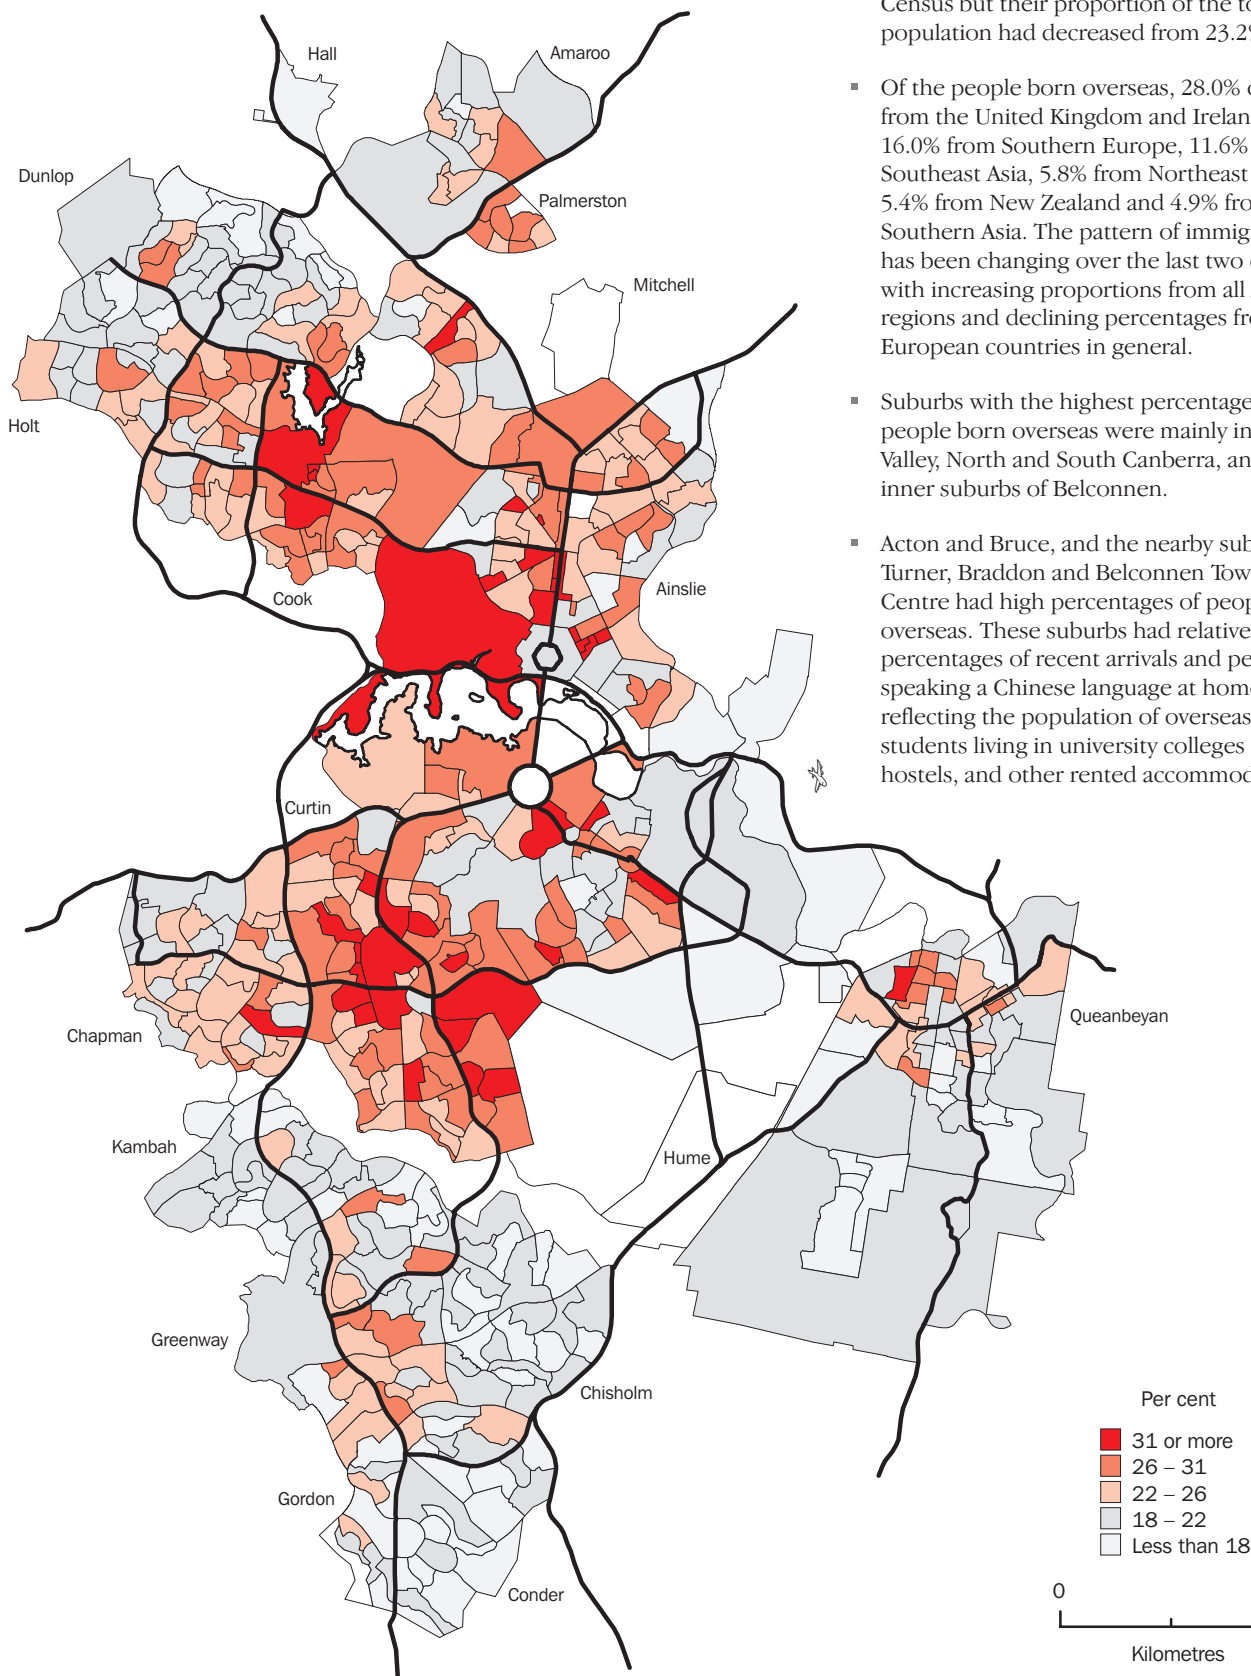 Census but their proportion of the to
population had decreased from 23.2%
Of the people born overseas, 28.0%
from the United Kingdom and Irelan
16.0% from Southern Europe, 11.6%
Southeast Asia, 5.8% from Northeast
5.4% from New Zealand and 4.9% fro
Southern Asia. The pattern of immig
has been changing over the last two
with increasing proportions from all
regions and declining percentages fro
European countries in general.
Suburbs with the highest percentage
people born overseas were mainly in
Valley, North and South Canberra, an
inner suburbs of Belconnen.
Acton and Bruce, and the nearby sub
Turner, Braddon and Belconnen Tow
Centre had high percentages of peop
overseas. These suburbs had relative
percentages of recent arrivals and pe
speaking a Chinese language at home
reflecting the population of overseas
students living in university colleges
hostels, and other rented accommod
Hall
Amaroo
Dunlop
Palmerston
Mitchell
Holt
Cook
Ainslie
Curtin
Chapman
Queanbeyan
Kambah
Hume
Greenway
Chisholm
Gordon
Conder
Per cent
31 or more
26 – 31
22 – 26
18 – 22
Less than 18
0
Kilometres